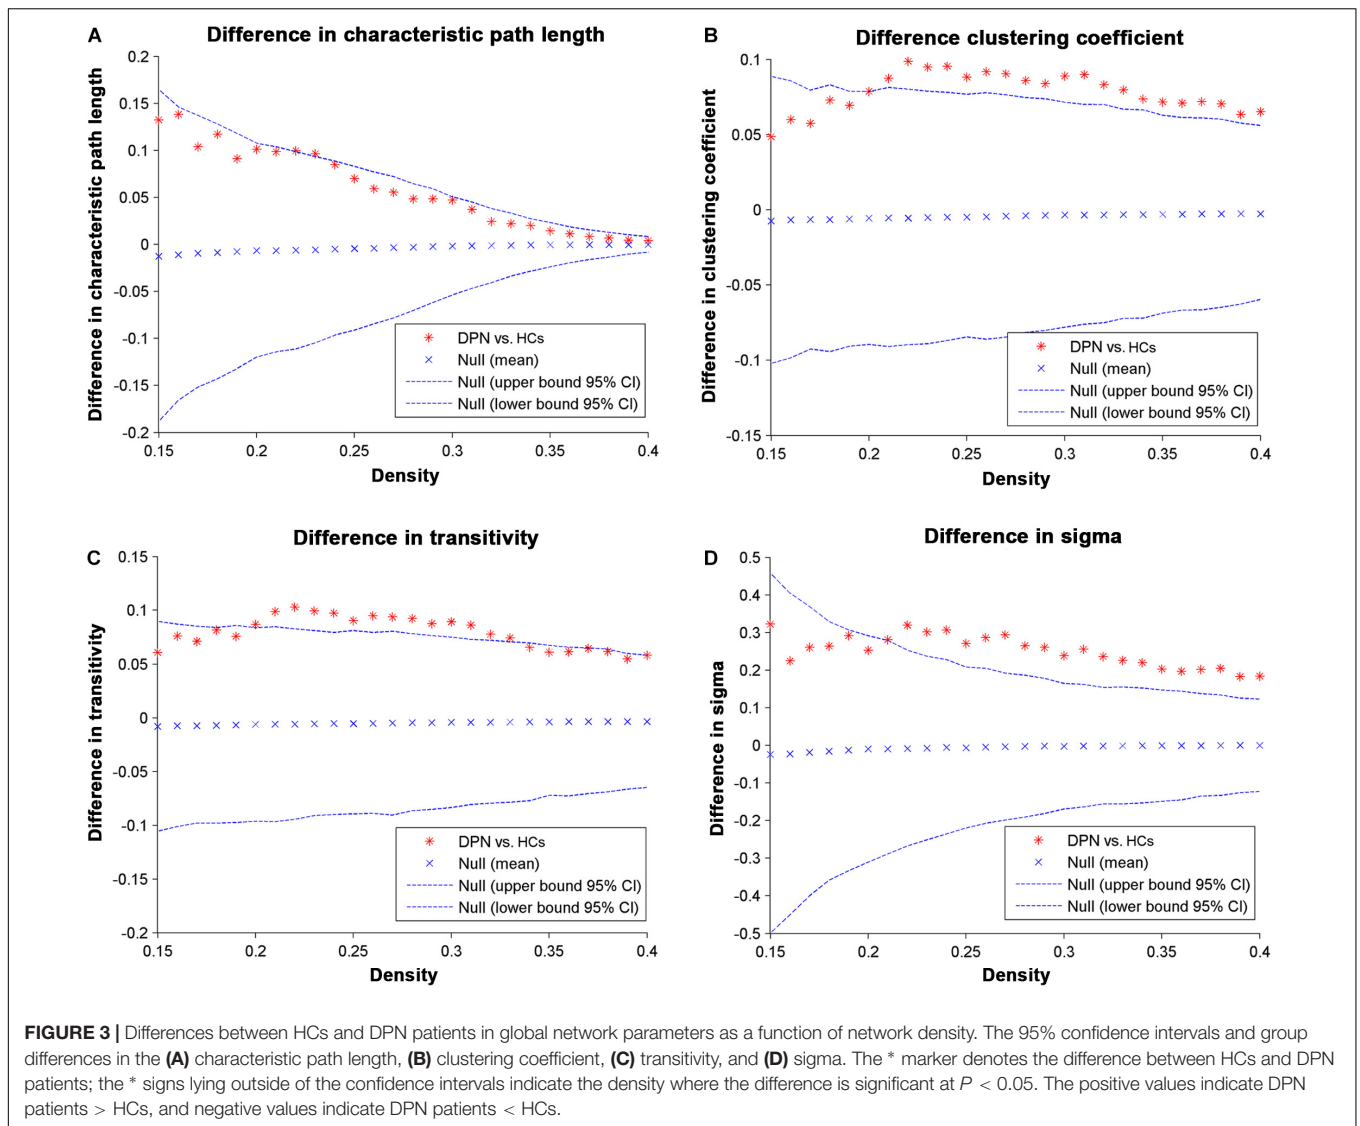 A
Difference in characteristic path length
Difference in characteristic path length
0.2
0.15
0.1
0.05
0
-0.05
-0.1
-0.15
-0.2
0.15 0.2 0.25 0.3 0.35 0.4
Density
DPN vs. HCs
Null (mean)
Null (upper bound 95% CI)
Null (lower bound 95% CI)
B
Difference clustering coefficient
Difference in clustering coefficient
0.1
0.05
0
-0.05
-0.1
-0.15
0.15 0.2 0.25 0.3 0.35 0.4
Density
DPN vs. HCs
Null (mean)
Null (upper bound 95% CI)
Null (lower bound 95% CI)
C
Difference in transitivity
Difference in transitivity
0.15
0.1
0.05
0
-0.05
-0.1
-0.15
-0.2
0.15 0.2 0.25 0.3 0.35 0.4
Density
DPN vs. HCs
Null (mean)
Null (upper bound 95% CI)
Null (lower bound 95% CI)
D
Difference in sigma
Difference in sigma
0.5
0.4
0.3
0.2
0.1
0
-0.1
-0.2
-0.3
-0.4
-0.5
0.15 0.2 0.25 0.3 0.35 0.4
Density
DPN vs. HCs
Null (mean)
Null (upper bound 95% CI)
Null (lower bound 95% CI)
FIGURE 3 | Differences between HCs and DPN patients in global network parameters as a function of network density. The 95% confidence intervals and group
differences in the (A) characteristic path length, (B) clustering coefficient, (C) transitivity, and (D) sigma. The * marker denotes the difference between HCs and DPN
patients; the * signs lying outside of the confidence intervals indicate the density where the difference is significant at P < 0.05. The positive values indicate DPN
patients > HCs, and negative values indicate DPN patients < HCs.